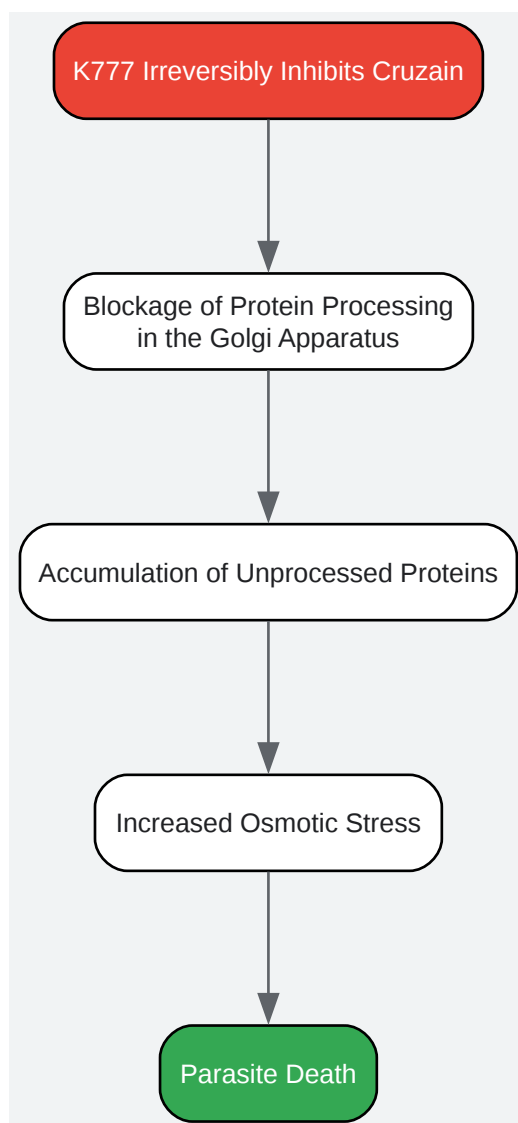 K777 Irreversibly Inhibits Cruzain
Blockage of Protein Processing
in the Golgi Apparatus
Accumulation of Unprocessed Proteins
Increased Osmotic Stress
Parasite Death